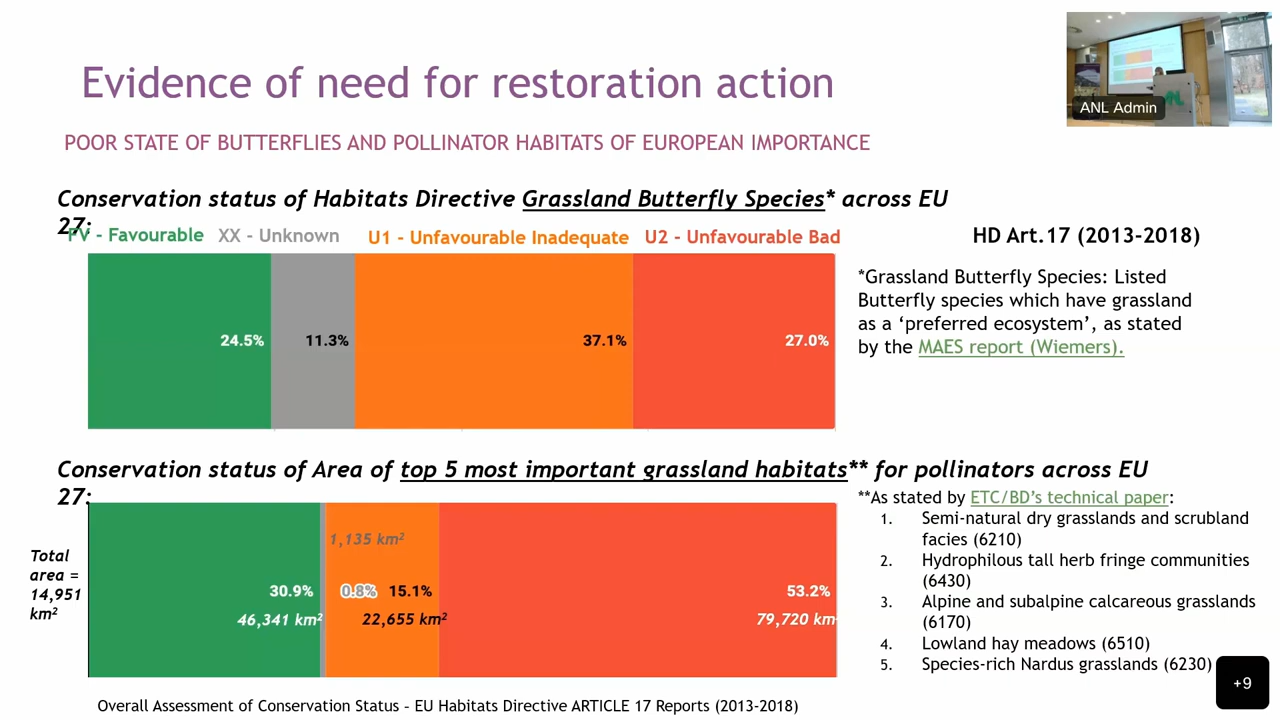 Evidence of need for restoration action
ANL Admin
POOR STATE OF BUTTERFLIES AND POLLINATOR HABITATS OF EUROPEAN IMPORTANCE
Conservation status of Habitats Directive Grassland Butterfly Species* across EU
27:
FV - Favourable XX - Unknown U1 - Unfavourable Inadequate U2 - Unfavourable Bad
HD Art.17 (2013-2018)
24.5% 11.3% 37.1% 27.0%
*Grassland Butterfly Species: Listed
Butterfly species which have grassland
as a ‘preferred ecosystem’, as stated
by the MAES report (Wiemers).
Conservation status of Area of top 5 most important grassland habitats** for pollinators across EU
27:
Total
area =
14,951
km²
1,135 km²
30.9% 0.8% 15.1% 53.2%
46,341 km² 22,655 km² 79,720 km
**As stated by ETC/BD’s technical paper:
1. Semi-natural dry grasslands and scrubland
facies (6210)
2. Hydrophilous tall herb fringe communities
(6430)
3. Alpine and subalpine calcareous grasslands
(6170)
4. Lowland hay meadows (6510)
5. Species-rich Nardus grasslands (6230)
+9
Overall Assessment of Conservation Status – EU Habitats Directive ARTICLE 17 Reports (2013-2018)